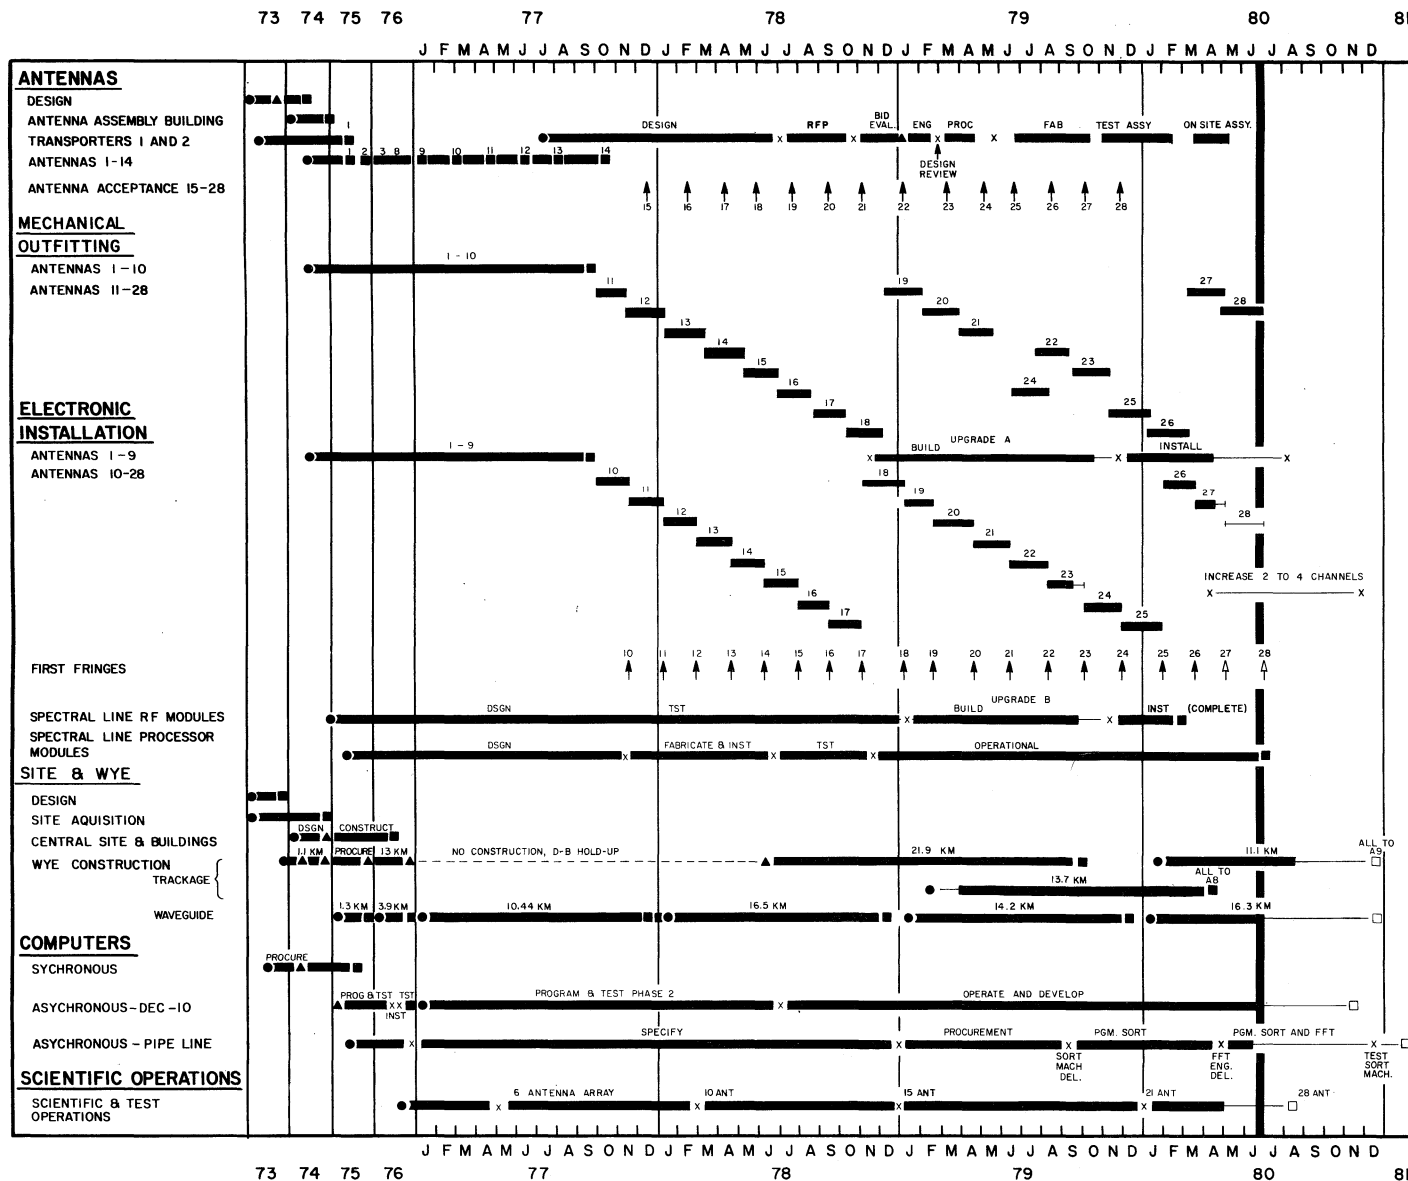 73 74 75 76 77 78 79 80 81
J F M A M J J A S O N D J F M A M J J A S O N D J F M A M J J A S O N D J F M A M J J A S O N D
ANTENNAS
DESIGN
ANTENNA ASSEMBLY BUILDING
1 DESIGN RFP BID EVAL. ENG PROC FAB TEST ASSY ON SITE ASSY.
TRANSPORTERS 1 AND 2
ANTENNAS 1-14
1 2 3 8 9 10 11 12 13 14
DESIGN REVIEW
ANTENNA ACCEPTANCE 15-28
15 16 17 18 19 20 21 22 23 24 25 26 27 28
MECHANICAL
OUTFITTING
ANTENNAS 1-10
1-10
ANTENNAS 11-28
11 19 27
12 20 28
13 21
14 22
15 23
16 24
17 25
18 26
ELECTRONIC
INSTALLATION
ANTENNAS 1-9
1-9 BUILD UPGRADE A INSTALL
ANTENNAS 10-28
10 18 26
11 19 27
12 20 28
13 21
14 22
15 23
16 24
17 25
INCREASE 2 TO 4 CHANNELS
X X
FIRST FRINGES
10 11 12 13 14 15 16 17 18 19 20 21 22 23 24 25 26 27 28
SPECTRAL LINE RF MODULES
DSGN TST BUILD UPGRADE B INST (COMPLETE)
SPECTRAL LINE PROCESSOR
MODULES
DSGN FABRICATE & INST TST OPERATIONAL
SITE & WYE
DESIGN
SITE AQUISITION
CENTRAL SITE & BUILDINGS
DSGN CONSTRUCT
WYE CONSTRUCTION
1.1 KM PROCURE 13 KM NO CONSTRUCTION, D-B HOLD-UP 21.9 KM 11.1 KM ALL TO A9
TRACKAGE
13.7 KM ALL TO A8
WAVEGUIDE
1.3 KM 3.9 KM 10.44 KM 16.5 KM 14.2 KM 16.3 KM
COMPUTERS
SYCHRONOUS
PROCURE
ASYCHRONOUS-DEC-10
PROG & TST TST INST PROGRAM & TEST PHASE 2 OPERATE AND DEVELOP
ASYCHRONOUS-PIPE LINE
SPECIFY PROCUREMENT PGM. SORT PGM. SORT AND FFT
SORT MACH DEL. FFT ENG. DEL. TEST SORT MACH.
SCIENTIFIC OPERATIONS
SCIENTIFIC & TEST
OPERATIONS
6 ANTENNA ARRAY 10 ANT 15 ANT 21 ANT 28 ANT
J F M A M J J A S O N D J F M A M J J A S O N D J F M A M J J A S O N D J F M A M J J A S O N D
73 74 75 76 77 78 79 80 81